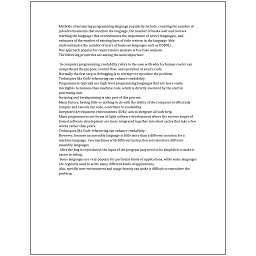 Methods of measuring programming language popularity include: counting the number of
job advertisements that mention the language, the number of books sold and courses
teaching the language (this overestimates the importance of newer languages), and
estimates of the number of existing lines of code written in the language (this
underestimates the number of users of business languages such as COBOL).
One approach popular for requirements analysis is Use Case analysis.
The following properties are among the most important:
In computer programming, readability refers to the ease with which a human reader can
comprehend the purpose, control flow, and operation of source code.
Normally the first step in debugging is to attempt to reproduce the problem.
Techniques like Code refactoring can enhance readability.
Programmers typically use high-level programming languages that are more easily
intelligible to humans than machine code, which is directly executed by the central
processing unit.
Scripting and breakpointing is also part of this process.
Many factors, having little or nothing to do with the ability of the computer to efficiently
compile and execute the code, contribute to readability.
Integrated development environments (IDEs) aim to integrate all such help.
Many programmers use forms of Agile software development where the various stages of
formal software development are more integrated together into short cycles that take a few
weeks rather than years.
Techniques like Code refactoring can enhance readability.
However, because an assembly language is little more than a different notation for a
machine language, two machines with different instruction sets also have different
assembly languages.
After the bug is reproduced, the input of the program may need to be simplified to make it
easier to debug.
Some languages are very popular for particular kinds of applications, while some languages
are regularly used to write many different kinds of applications.
Also, specific user environment and usage history can make it difficult to reproduce the
problem.